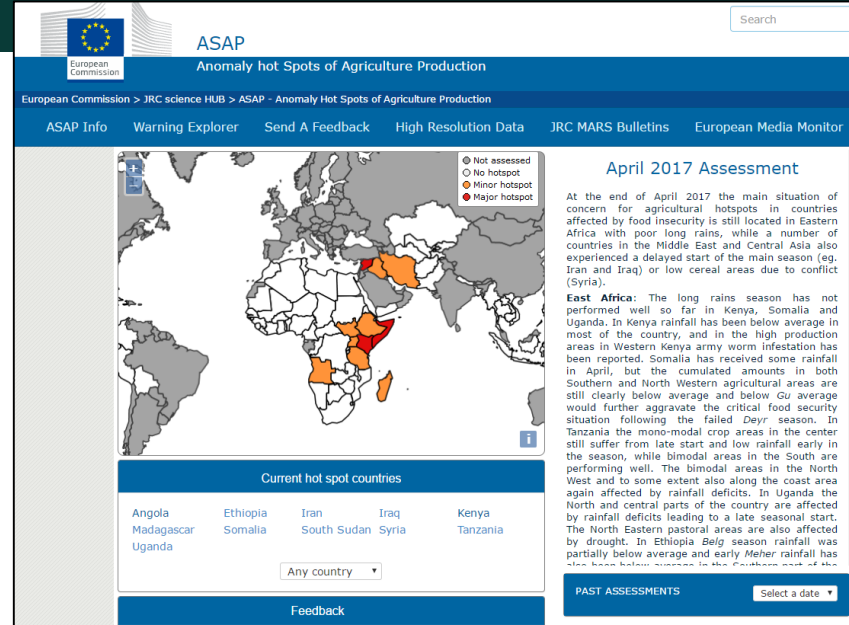 Search
European
Commission
ASAP
Anomaly hot Spots of Agriculture Production
European Commission > JRC science HUB > ASAP - Anomaly Hot Spots of Agriculture Production
ASAP Info Warning Explorer Send A Feedback High Resolution Data JRC MARS Bulletins European Media Monitor
+
-
Not assessed
No hotspot
Minor hotspot
Major hotspot
i
Current hot spot countries
Angola Ethiopia Iran Iraq Kenya
Madagascar Somalia South Sudan Syria Tanzania
Uganda
Any country
Feedback
April 2017 Assessment
At the end of April 2017 the main situation of
concern for agricultural hotspots in countries
affected by food insecurity is still located in Eastern
Africa with poor long rains, while a number of
countries in the Middle East and Central Asia also
experienced a delayed start of the main season (eg.
Iran and Iraq) or low cereal areas due to conflict
(Syria).
East Africa: The long rains season has not
performed well so far in Kenya, Somalia and
Uganda. In Kenya rainfall has been below average in
most of the country, and in the high production
areas in Western Kenya army worm infestation has
been reported. Somalia has received some rainfall
in April, but the cumulated amounts in both
Southern and North Western agricultural areas are
still clearly below average and below Gu average
would further aggravate the critical food security
situation following the failed Deyr season. In
Tanzania the mono-modal crop areas in the center
still suffer from late start and low rainfall early in
the season, while bimodal areas in the South are
performing well. The bimodal areas in the North
West and to some extent also along the coast area
again affected by rainfall deficits. In Uganda the
North and central parts of the country are affected
by rainfall deficits leading to a late seasonal start.
The North Eastern pastoral areas are also affected
by drought. In Ethiopia Belg season rainfall was
partially below average and early Meher rainfall has
also been below average in the Southern part of the
PAST ASSESSMENTS
Select a date